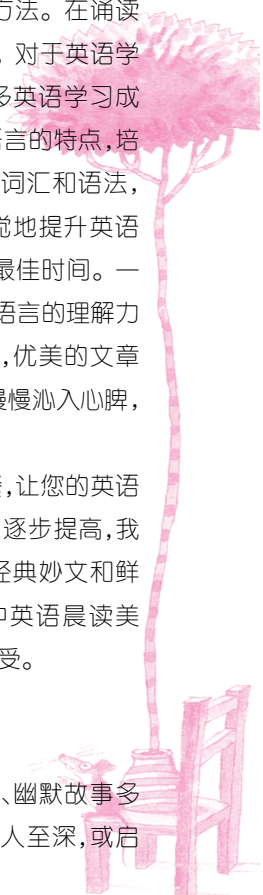 方法。在诵读
对于英语学
多英语学习成
语言的特点,培
词汇和语法,
觉地提升英语
最佳时间。一
语言的理解力
,优美的文章
慢慢沁入心脾,
,让您的英语
逐步提高,我
经典妙文和鲜
中英语晨读美
受。
、幽默故事多
人至深,或启